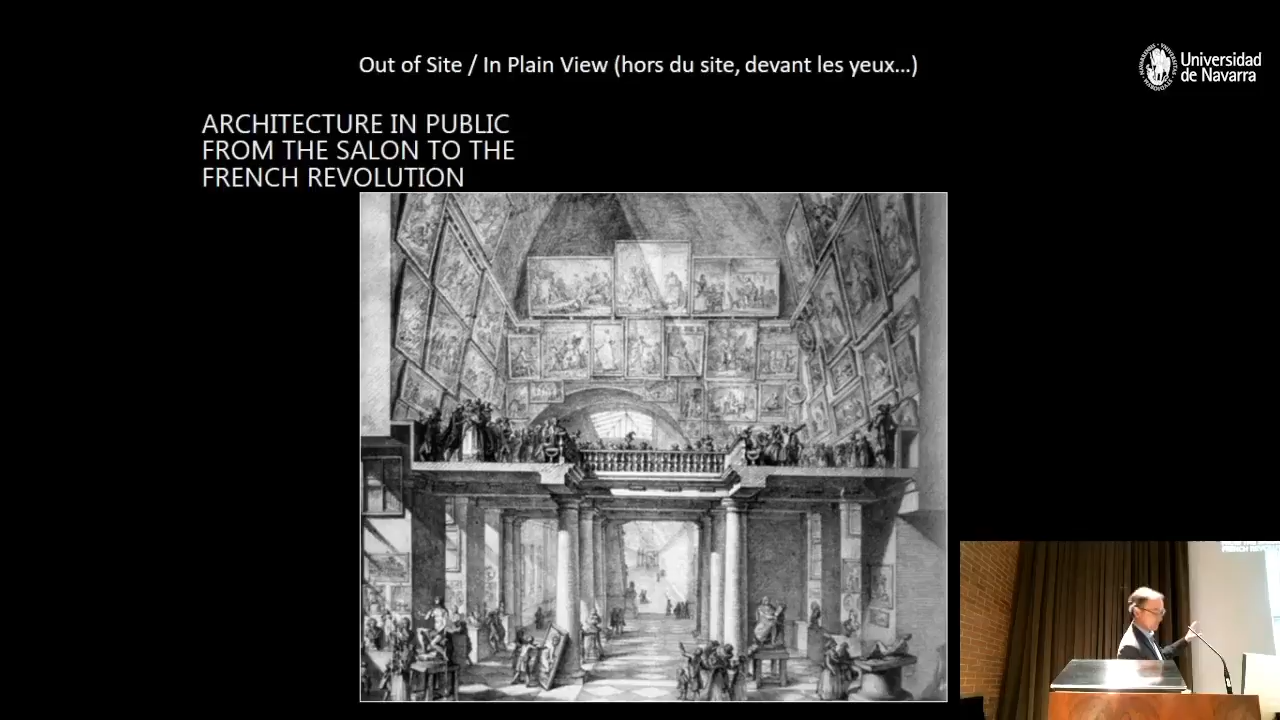 Out of Site / In Plain View (hors du site, devant les yeux...)
Universidad
de Navarra
ARCHITECTURE IN PUBLIC
FROM THE SALON TO THE
FRENCH REVOLUTION